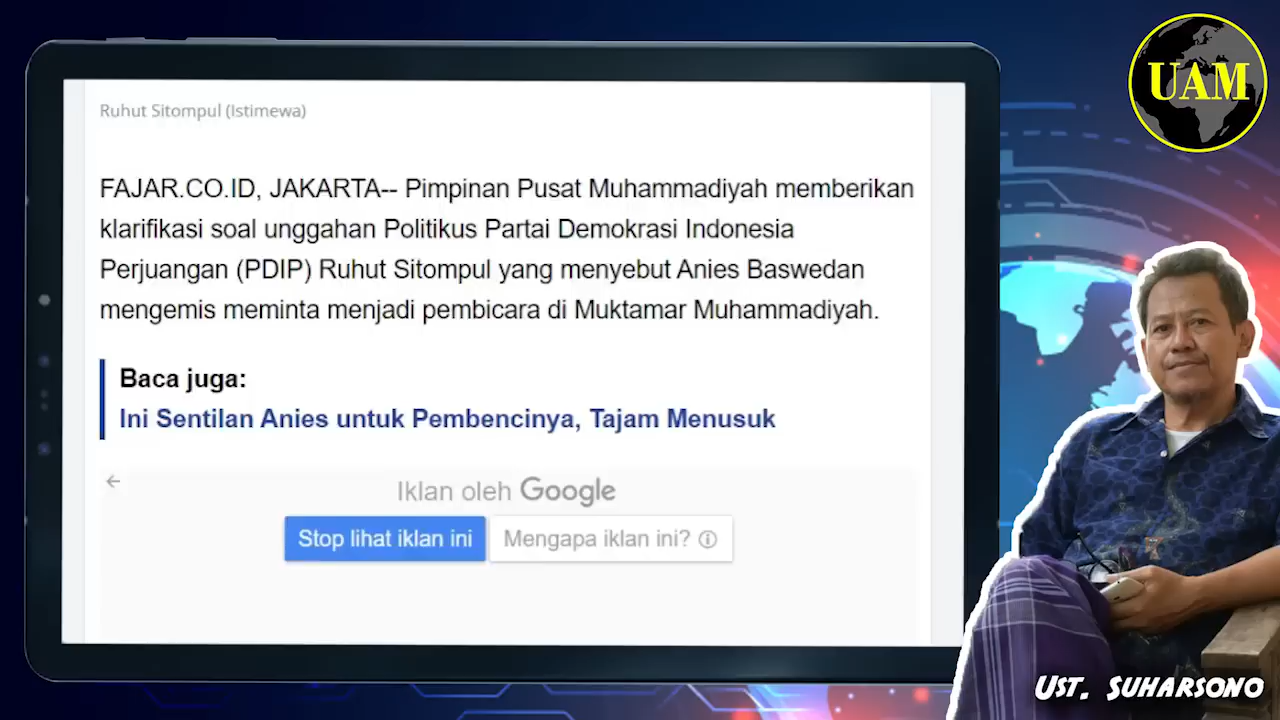 UAM
Ruhut Sitompul (Istimewa)
FAJAR.CO.ID, JAKARTA-- Pimpinan Pusat Muhammadiyah memberikan
klarifikasi soal unggahan Politikus Partai Demokrasi Indonesia
Perjuangan (PDIP) Ruhut Sitompul yang menyebut Anies Baswedan
mengemis meminta menjadi pembicara di Muktamar Muhammadiyah.
Baca juga:
Ini Sentilan Anies untuk Pembencinya, Tajam Menusuk
Iklan oleh Google
Stop lihat iklan ini
Mengapa iklan ini?
Ust. Suharsono